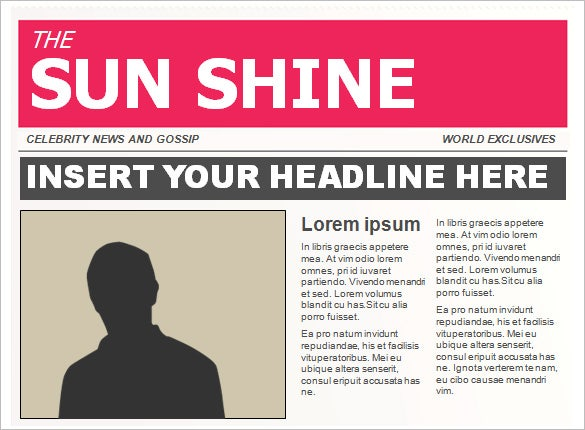 THE
SUN SHINE
CELEBRITY NEWS AND GOSSIP
WORLD EXCLUSIVES
INSERT YOUR HEADLINE HERE
Lorem ipsum
In libris graecis appetere
mea. At vim odio lorem
omnes, pri id iuvaret
partiendo. Vivendo menandri
et sed. Lorem volumus
blandit cu has.Sit cu alia
porro fuisset.
Ea pro natum invidunt
repudiandae, his et facilisis
vituperatoribus. Mei eu
ubique altera senserit,
consul eripuit accusata has
ne.
In libris graecis appetere
mea. At vim odio lorem
omnes, pri id iuvaret
partiendo. Vivendo menandri
et sed. Lorem volumus
blandit cu has.Sit cu alia
porro fuisset.
Ea pro natum invidunt
repudiandae, his et facilisis
vituperatoribus. Mei eu
ubique altera senserit,
consul eripuit accusata has
ne. Ignota verterem te nam,
eu cibo causae menandri
vim.